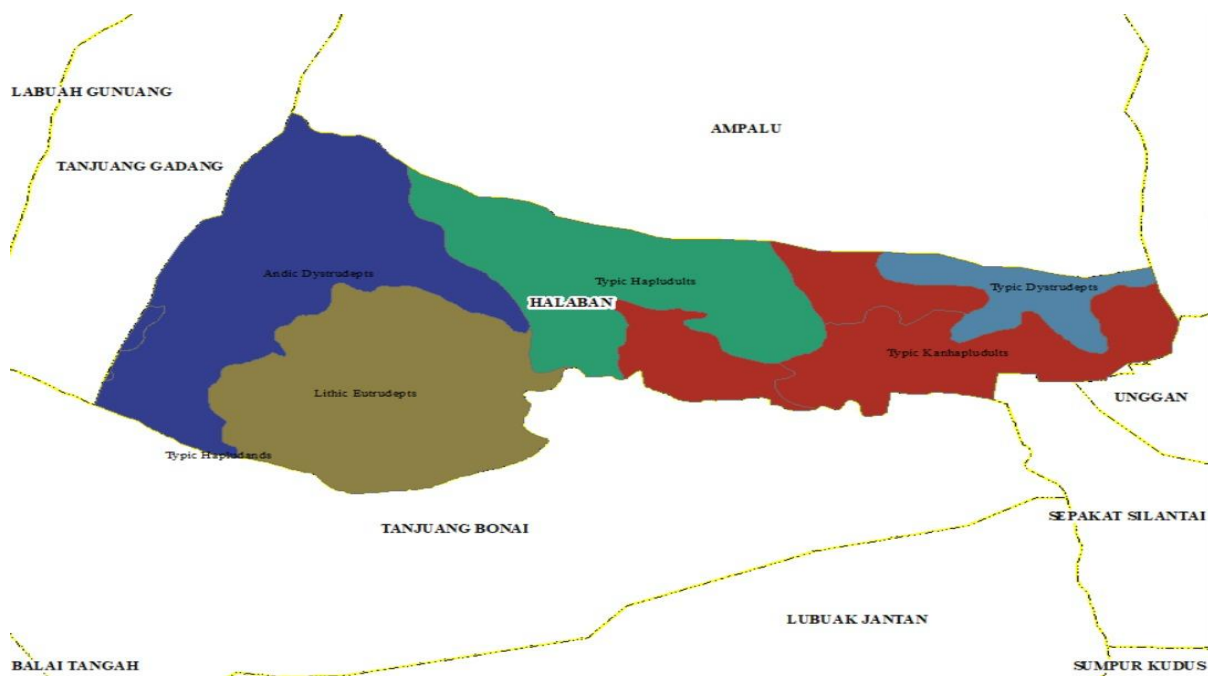 LABUAH GUNUANG
AMPALU
TANJUANG GADANG
Andic Dystrudepts
Typic Hapludults
Typic Dystrudepts
HALABAN
Typic Kanhapludults
Lithic Eutrudepts
UNGGAN
Typic Hapludands
TANJUANG BONAI
SEPAKAT SILANTAI
LUBUAK JANTAN
BALAI TANGAH
SUMPUR KUDUS